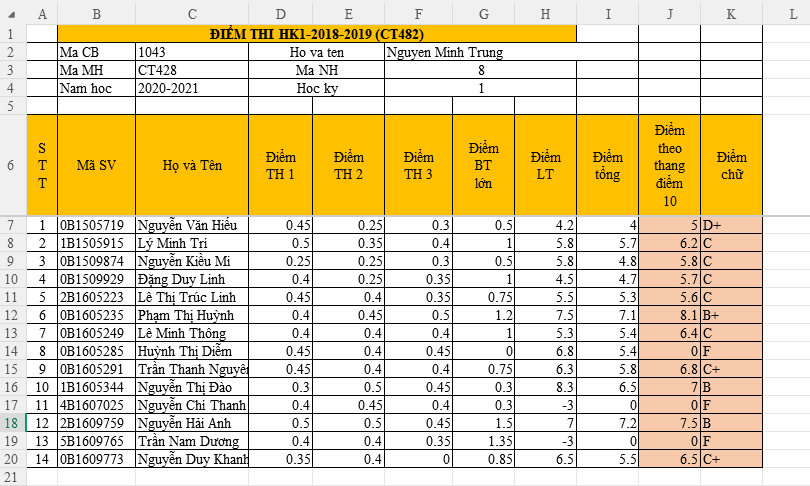 A B C D E F G H I J K L
1 ĐIỂM THI HK1-2018-2019 (CT482)
2 Ma CB 1043 Ho va ten Nguyen Minh Trung
3 Ma MH CT428 Ma NH 8
4 Nam hoc 2020-2021 Hoc ky 1
5
6 STT Mã SV Họ và Tên Điểm TH 1 Điểm TH 2 Điểm TH 3 Điểm BT lớn Điểm LT Điểm tổng Điểm theo thang điểm 10 Điểm chữ
7 1 0B1505719 Nguyễn Văn Hiếu 0.45 0.25 0.3 0.5 4.2 4 5 D+
8 2 1B1505915 Lý Minh Trí 0.5 0.35 0.4 1 5.8 5.7 6.2 C
9 3 0B1509874 Nguyễn Kiều Mi 0.25 0.25 0.3 0.5 5.8 4.8 5.8 C
10 4 0B1509929 Đặng Duy Linh 0.4 0.25 0.35 1 4.5 4.7 5.7 C
11 5 2B1605223 Lê Thị Trúc Linh 0.45 0.4 0.35 0.75 5.5 5.3 5.6 C
12 6 0B1605235 Phạm Thị Huỳnh 0.4 0.45 0.5 1.2 7.5 7.1 8.1 B+
13 7 0B1605249 Lê Minh Thông 0.4 0.4 0.4 1 5.3 5.4 6.4 C
14 8 0B1605285 Huỳnh Thị Diễm 0.45 0.4 0.45 0 6.8 5.4 0 F
15 9 0B1605291 Trần Thanh Nguyên 0.45 0.4 0.4 0.75 6.3 5.8 6.8 C+
16 10 1B1605344 Nguyễn Thị Đào 0.3 0.5 0.45 0.3 8.3 6.5 7 B
17 11 4B1607025 Nguyễn Chí Thanh 0.4 0.45 0.4 0.3 -3 0 0 F
18 12 2B1609759 Nguyễn Hải Anh 0.5 0.5 0.45 1.5 7 7.2 7.5 B
19 13 5B1609765 Trần Nam Dương 0.4 0.4 0.35 1.35 -3 0 0 F
20 14 0B1609773 Nguyễn Duy Khanh 0.35 0.4 0 0.85 6.5 5.5 6.5 C+
21